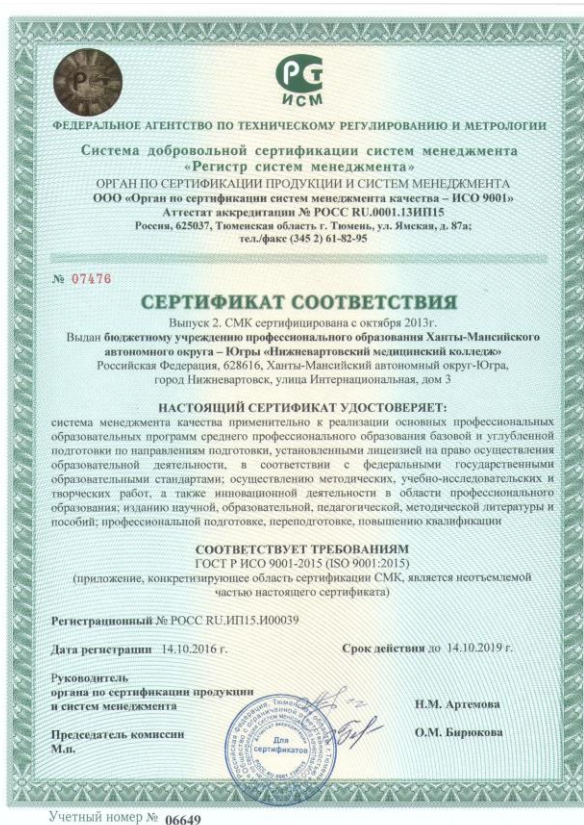 РСТ
РСТ
ИСМ
ФЕДЕРАЛЬНОЕ АГЕНТСТВО ПО ТЕХНИЧЕСКОМУ РЕГУЛИРОВАНИЮ И МЕТРОЛОГИИ
Система добровольной сертификации систем менеджмента
«Регистр систем менеджмента»
ОРГАН ПО СЕРТИФИКАЦИИ ПРОДУКЦИИ И СИСТЕМ МЕНЕДЖМЕНТА
ООО «Орган по сертификации систем менеджмента качества – ИСО 9001»
Аттестат аккредитации № РОСС RU.0001.13ИП15
Россия, 625037, Тюменская область г. Тюмень, ул. Ямская, д. 87а;
тел./факс (345 2) 61-82-95
№ 07476
СЕРТИФИКАТ СООТВЕТСТВИЯ
Выпуск 2. СМК сертифицирована с октября 2013г.
Выдан бюджетному учреждению профессионального образования Ханты-Мансийского
автономного округа – Югры «Нижневартовский медицинский колледж»
Российская Федерация, 628616, Ханты-Мансийский автономный округ-Югра,
город Нижневартовск, улица Интернациональная, дом 3
НАСТОЯЩИЙ СЕРТИФИКАТ УДОСТОВЕРЯЕТ:
система менеджмента качества применительно к реализации основных профессиональных
образовательных программ среднего профессионального образования базовой и углубленной
подготовки по направлениям подготовки, установленными лицензией на право осуществления
образовательной деятельности, в соответствии с федеральными государственными
образовательными стандартами; осуществлению методических, учебно-исследовательских и
творческих работ, а также инновационной деятельности в области профессионального
образования; изданию научной, образовательной, педагогической, методической литературы и
пособий; профессиональной подготовке, переподготовке, повышению квалификации
СООТВЕТСТВУЕТ ТРЕБОВАНИЯМ
ГОСТ Р ИСО 9001-2015 (ISO 9001:2015)
(приложение, конкретизирующее область сертификации СМК, является неотъемлемой
частью настоящего сертификата)
Регистрационный № РОСС RU.ИП15.И00039
Дата регистрации 14.10.2016 г. Срок действия до 14.10.2019 г.
Руководитель
органа по сертификации продукции
и систем менеджмента Н.М. Артемова
Председатель комиссии О.М. Бирюкова
М.п.
Для
сертификатов
Учетный номер № 06649